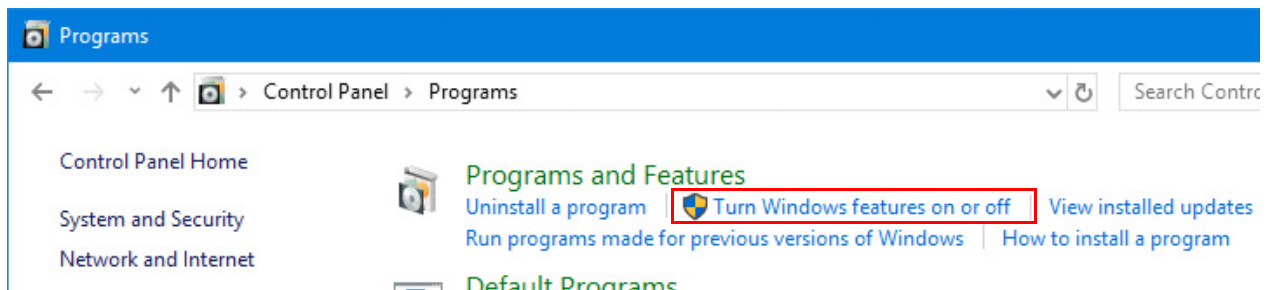 Programs
Control Panel > Programs
Search Contro
Control Panel Home
System and Security
Network and Internet
Programs and Features
Uninstall a program Turn Windows features on or off View installed updates
Run programs made for previous versions of Windows How to install a program
Default Programs